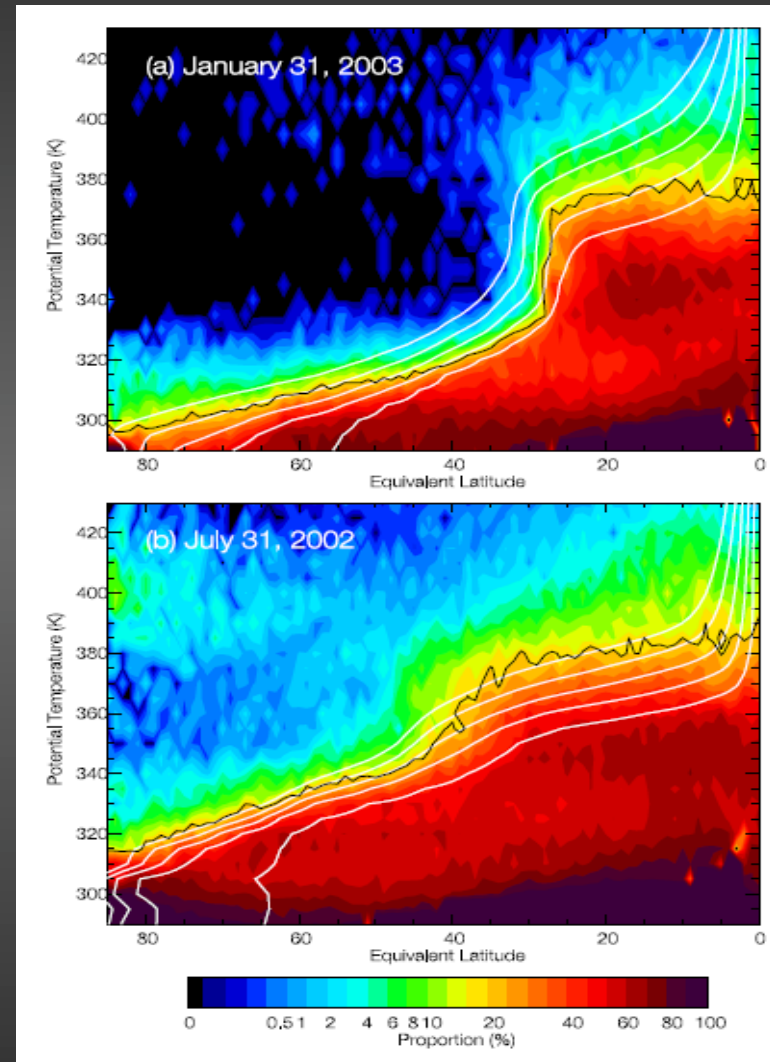 (a) January 31, 2003
420
400
380
360
340
320
300
Potential Temperature (K)
80 60 40 20 0
Equivalent Latitude
(b) July 31, 2002
420
400
380
360
340
320
300
Potential Temperature (K)
80 60 40 20 0
Equivalent Latitude
0 0.5 1 2 4 6 8 10 20 40 60 80 100
Proportion (%)